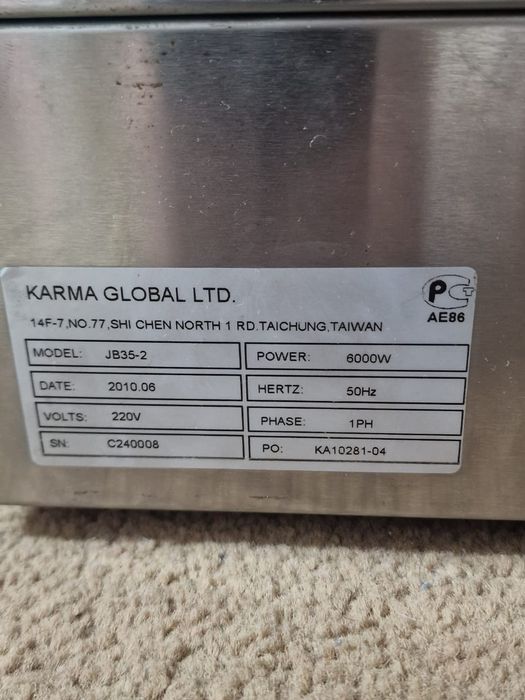 KARMA GLOBAL LTD.
14F-7,NO.77,SHI CHEN NORTH 1 RD.TAICHUNG,TAIWAN
AE86
MODEL: JB35-2 POWER: 6000W
DATE: 2010.06 HERTZ: 50Hz
VOLTS: 220V PHASE: 1PH
SN: C240008 PO: KA10281-04